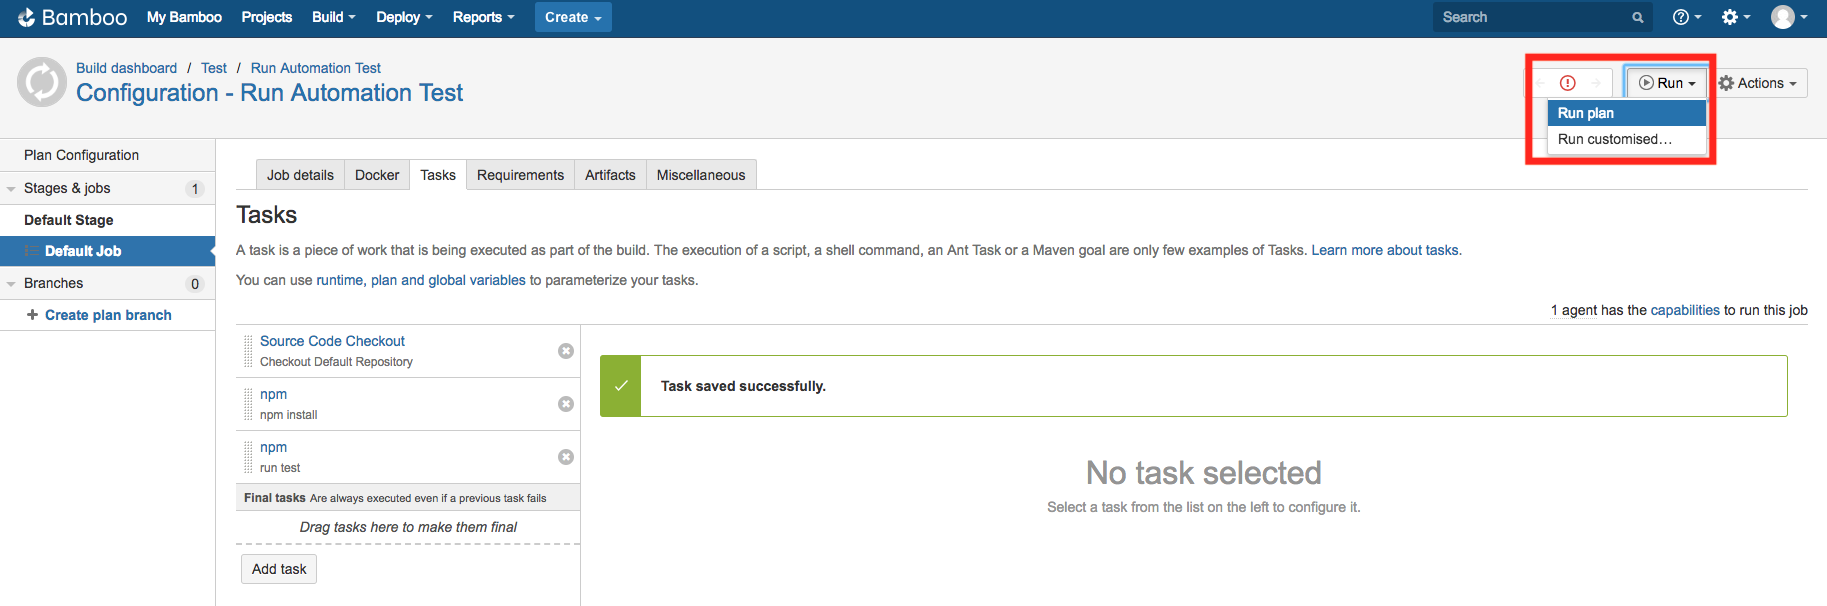 Bamboo My Bamboo Projects Build Deploy Reports Create Search
Build dashboard / Test / Run Automation Test
Configuration - Run Automation Test
Run Actions
Run plan
Run customised…
Plan Configuration
Stages & jobs 1
Default Stage
Default Job
Branches 0
Create plan branch
Job details Docker Tasks Requirements Artifacts Miscellaneous
Tasks
A task is a piece of work that is being executed as part of the build. The execution of a script, a shell command, an Ant Task or a Maven goal are only few examples of Tasks. Learn more about tasks.
You can use runtime, plan and global variables to parameterize your tasks.
1 agent has the capabilities to run this job
Source Code Checkout
Checkout Default Repository
npm
npm install
npm
run test
Final tasks Are always executed even if a previous task fails
Drag tasks here to make them final
Add task
Task saved successfully.
No task selected
Select a task from the list on the left to configure it.